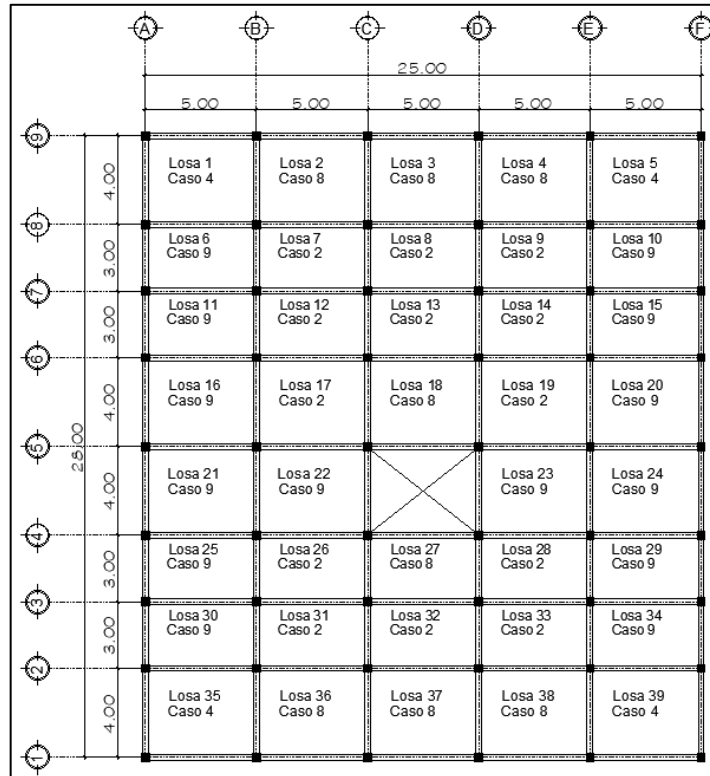 A B C D E F
25.00
5.00 5.00 5.00 5.00 5.00
9
4.00
Losa 1 Losa 2 Losa 3 Losa 4 Losa 5
Caso 4 Caso 8 Caso 8 Caso 8 Caso 4
8
3.00
Losa 6 Losa 7 Losa 8 Losa 9 Losa 10
Caso 9 Caso 2 Caso 2 Caso 2 Caso 9
7
3.00
Losa 11 Losa 12 Losa 13 Losa 14 Losa 15
Caso 9 Caso 2 Caso 2 Caso 2 Caso 9
6
4.00
Losa 16 Losa 17 Losa 18 Losa 19 Losa 20
Caso 9 Caso 2 Caso 8 Caso 2 Caso 9
5
28.00
4.00
Losa 21 Losa 22 Losa 23 Losa 24
Caso 9 Caso 9 Caso 9 Caso 9
4
3.00
Losa 25 Losa 26 Losa 27 Losa 28 Losa 29
Caso 9 Caso 2 Caso 8 Caso 2 Caso 9
3
3.00
Losa 30 Losa 31 Losa 32 Losa 33 Losa 34
Caso 9 Caso 2 Caso 2 Caso 2 Caso 9
2
4.00
Losa 35 Losa 36 Losa 37 Losa 38 Losa 39
Caso 4 Caso 8 Caso 8 Caso 8 Caso 4
1